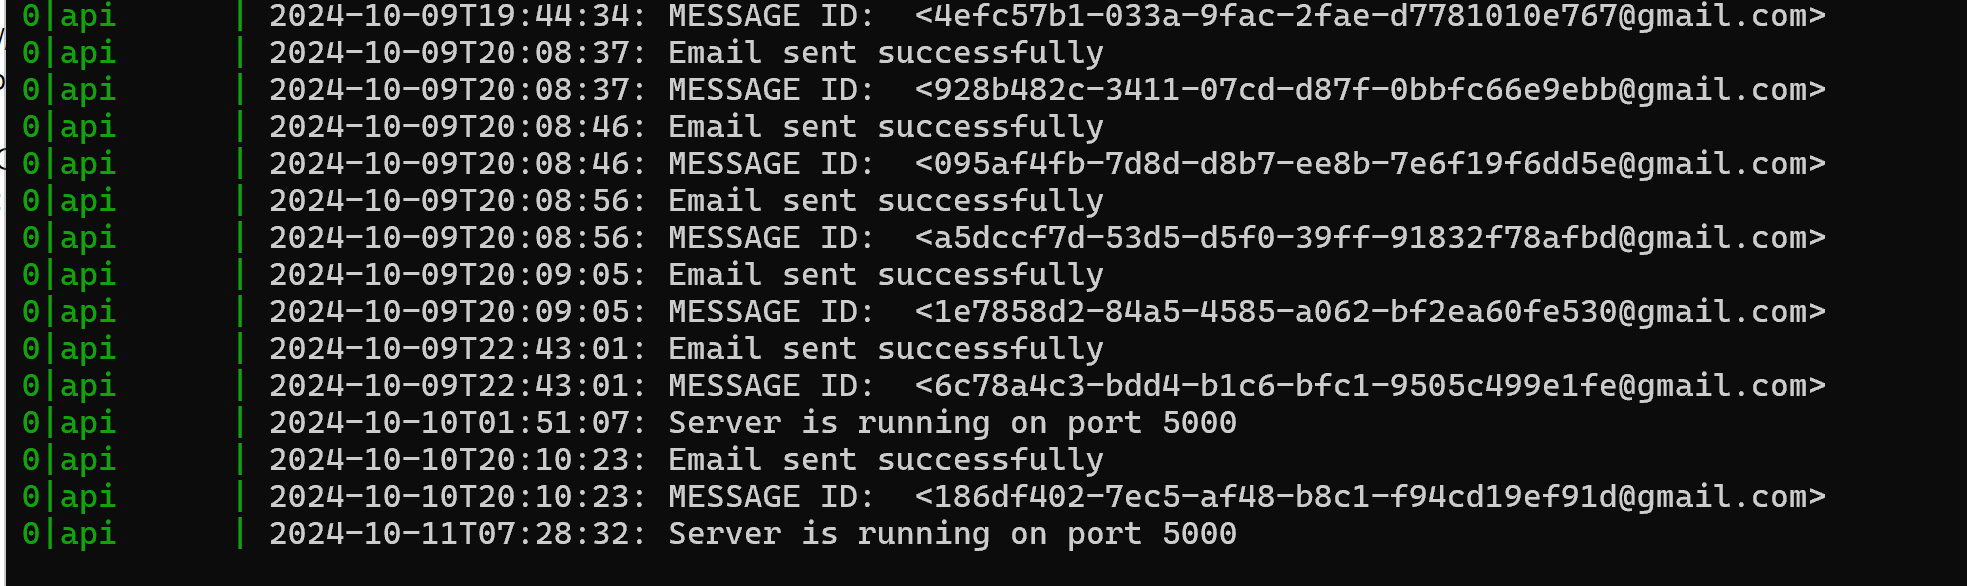 0|api | 2024-10-09T19:44:34: MESSAGE ID:  <4efc57b1-033a-9fac-2fae-d7781010e767@gmail.com>
0|api | 2024-10-09T20:08:37: Email sent successfully
0|api | 2024-10-09T20:08:37: MESSAGE ID:  <928b482c-3411-07cd-d87f-0bbfc66e9ebb@gmail.com>
0|api | 2024-10-09T20:08:46: Email sent successfully
0|api | 2024-10-09T20:08:46: MESSAGE ID:  <095af4fb-7d8d-d8b7-ee8b-7e6f19f6dd5e@gmail.com>
0|api | 2024-10-09T20:08:56: Email sent successfully
0|api | 2024-10-09T20:08:56: MESSAGE ID:  <a5dccf7d-53d5-d5f0-39ff-91832f78afbd@gmail.com>
0|api | 2024-10-09T20:09:05: Email sent successfully
0|api | 2024-10-09T20:09:05: MESSAGE ID:  <1e7858d2-84a5-4585-a062-bf2ea60fe530@gmail.com>
0|api | 2024-10-09T22:43:01: Email sent successfully
0|api | 2024-10-09T22:43:01: MESSAGE ID:  <6c78a4c3-bdd4-b1c6-bfc1-9505c499e1fe@gmail.com>
0|api | 2024-10-10T01:51:07: Server is running on port 5000
0|api | 2024-10-10T20:10:23: Email sent successfully
0|api | 2024-10-10T20:10:23: MESSAGE ID:  <186df402-7ec5-af48-b8c1-f94cd19ef91d@gmail.com>
0|api | 2024-10-11T07:28:32: Server is running on port 5000